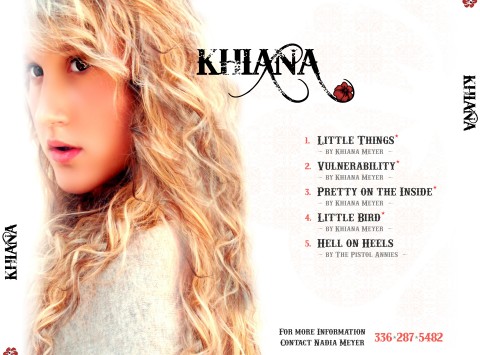 KHIANA
KHIANA
KHIANA
1. LITTLE THINGS*
- BY KHIANA MEYER -
2. VULNERABILITY*
- BY KHIANA MEYER -
3. PRETTY ON THE INSIDE*
- BY KHIANA MEYER -
4. LITTLE BIRD*
- BY KHIANA MEYER -
5. HELL ON HEELS
- BY THE PISTOL ANNIES -
FOR MORE INFORMATION
CONTACT NADIA MEYER
336•287•5482